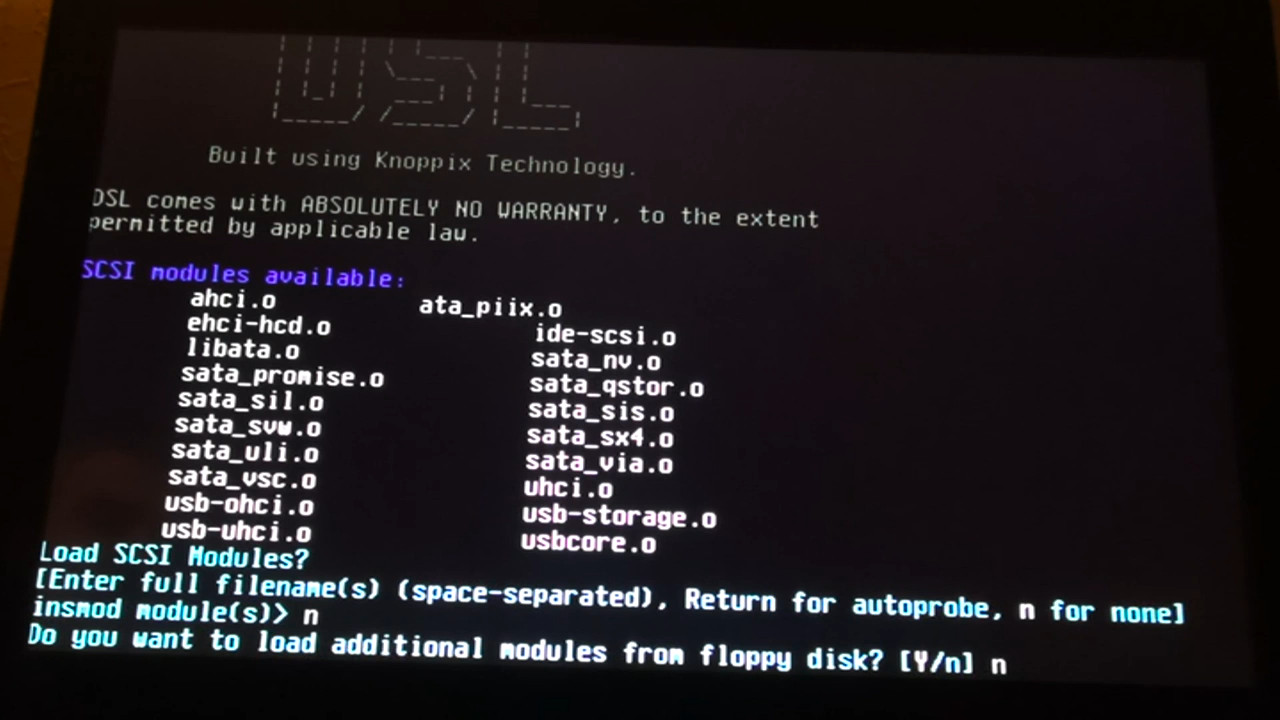 Built using Knoppix Technology.
DSL comes with ABSOLUTELY NO WARRANTY, to the extent
permitted by applicable law.
SCSI modules available:
ahci.o ata_piix.o
ehci-hcd.o ide-scsi.o
libata.o sata_nv.o
sata_promise.o sata_qstor.o
sata_sil.o sata_sis.o
sata_svw.o sata_sx4.o
sata_uli.o sata_via.o
sata_vsc.o uhci.o
usb-ohci.o usb-storage.o
usb-uhci.o usbcore.o
Load SCSI Modules?
[Enter full filename(s) (space-separated), Return for autoprobe, n for none]
insmod module(s)> n
Do you want to load additional modules from floppy disk? [Y/n] n